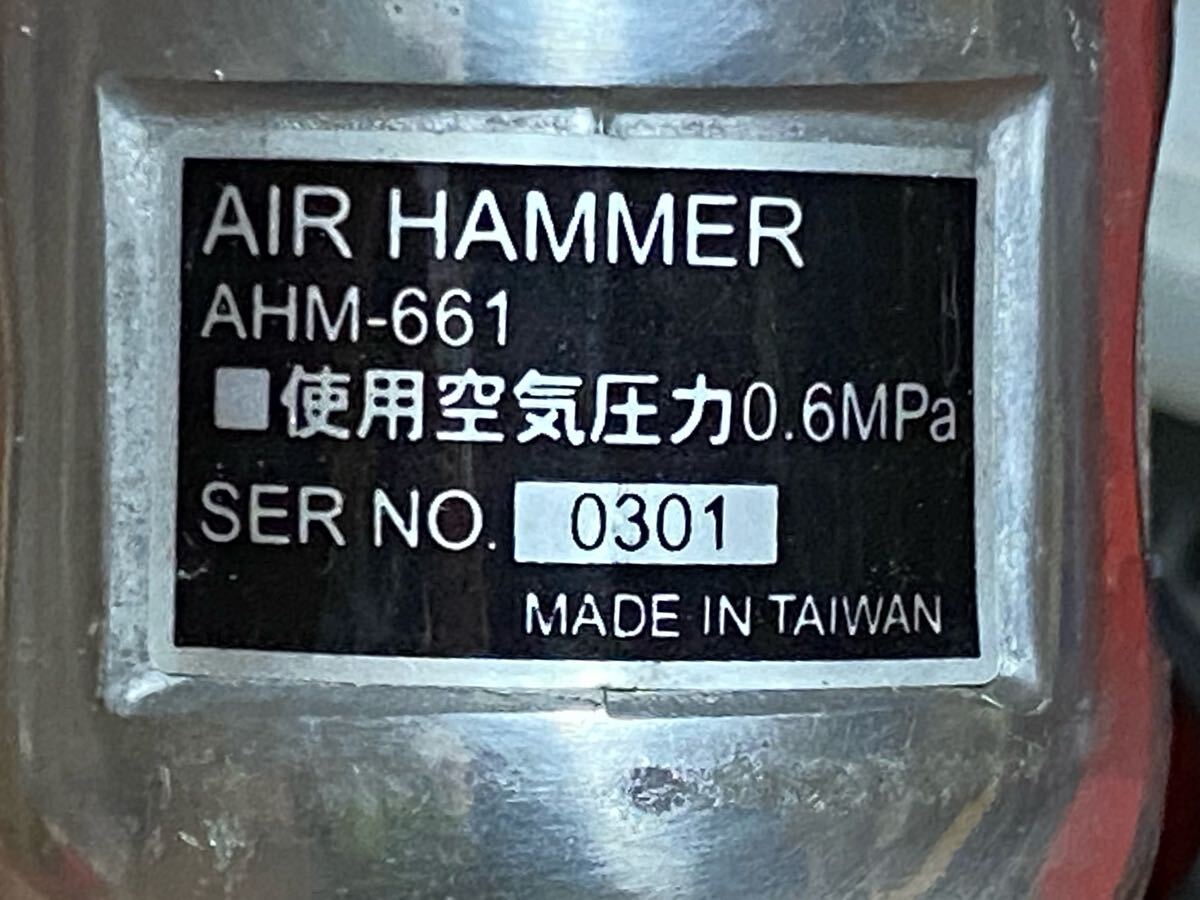 AIR HAMMER
AHM-661
■使用空気圧力0.6MPa
SER NO. 0301
MADE IN TAIWAN